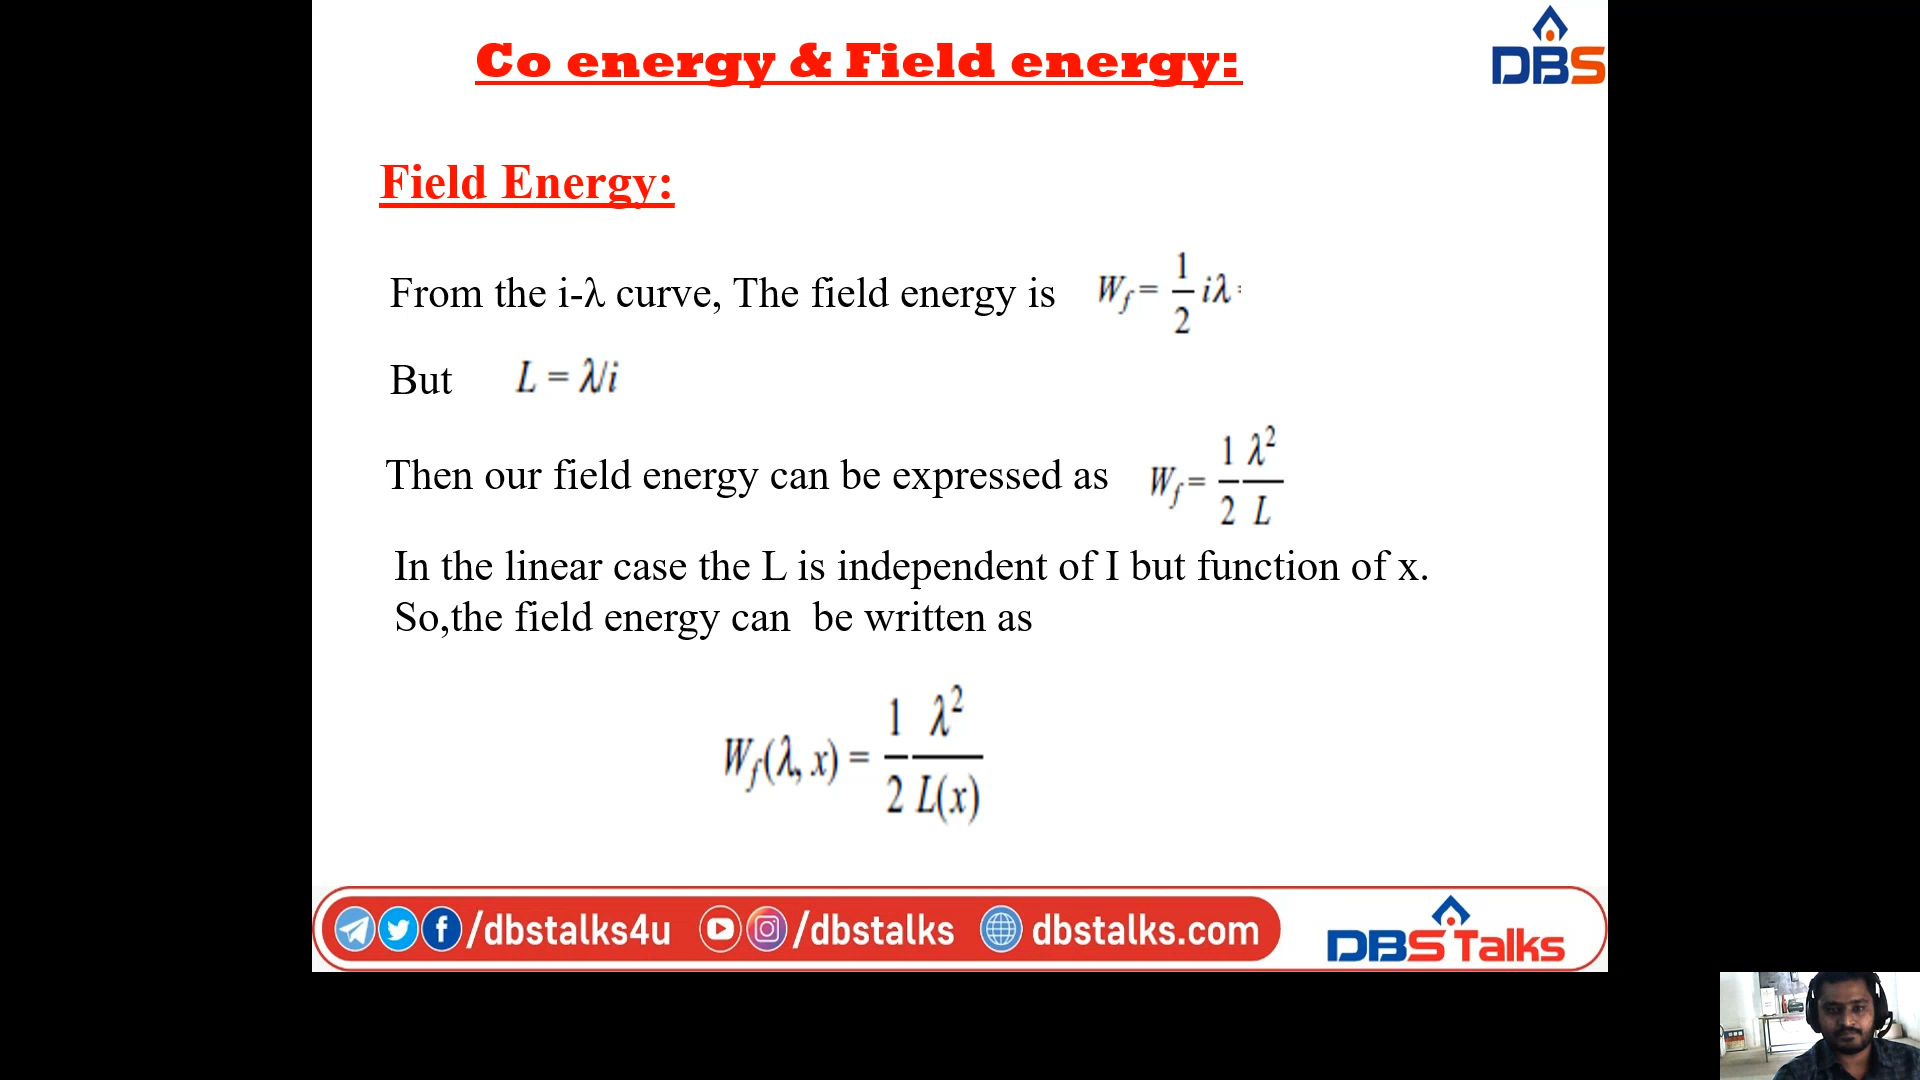 Co energy & Field energy:
DBS
Field Energy:
From the i-λ curve, The field energy is W_f = 1/2 iλ =
But L = λ/i
Then our field energy can be expressed as W_f = 1/2 λ²/L
In the linear case the L is independent of I but function of x.
So,the field energy can be written as
W_f(λ, x) = 1/2 λ²/L(x)
/dbstalks4u /dbstalks dbstalks.com DBS Talks